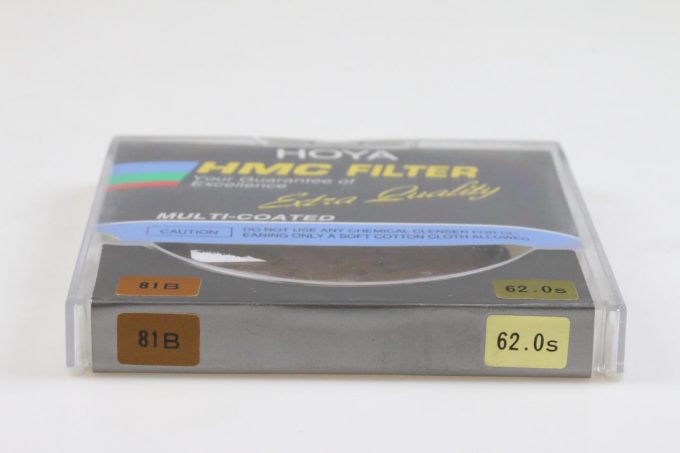 HOYA
HMC FILTER
Your Guarantee of
Excellence
Extra Quality
MULTI-COATED
CAUTION
DO NOT USE ANY CHEMICAL CLENSER FOR CL-
EANING ONLY A SOFT COTTON CLOTH ALLOWED
81B
62.0s
81B
62.0s